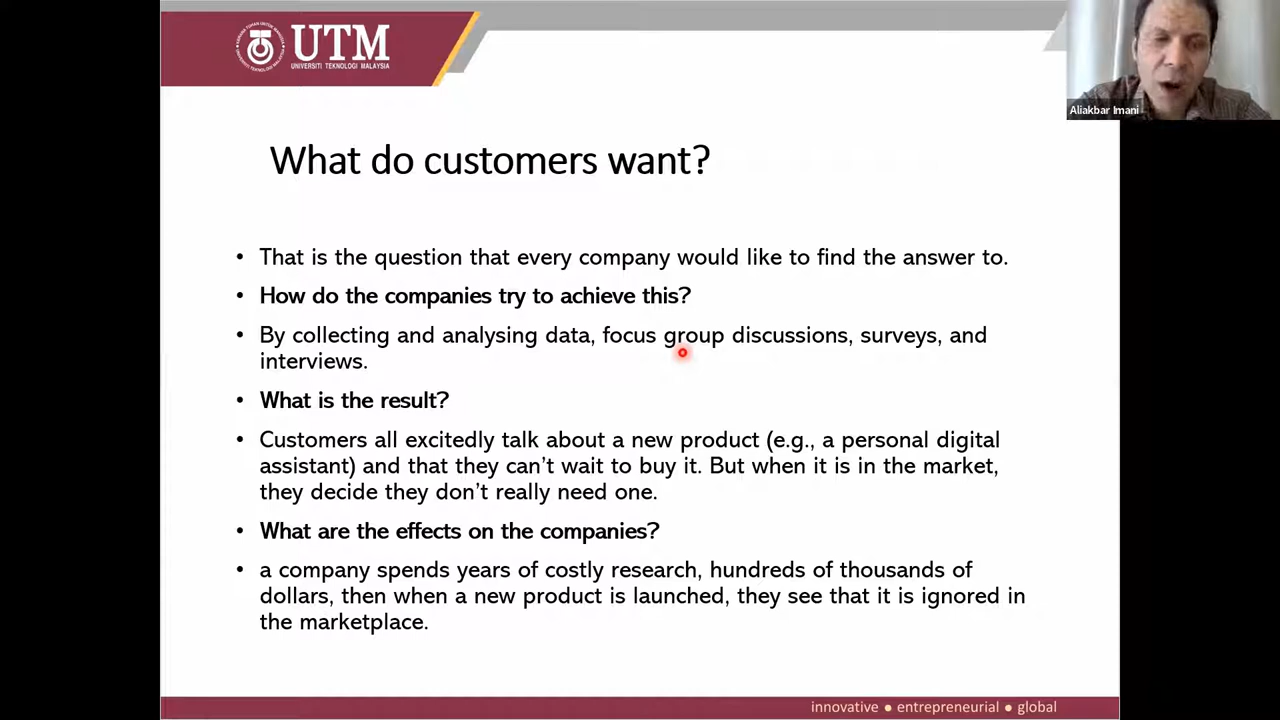 UTM
UNIVERSITI TEKNOLOGI MALAYSIA
Aliakbar Imani
What do customers want?
• That is the question that every company would like to find the answer to.
• How do the companies try to achieve this?
• By collecting and analysing data, focus group discussions, surveys, and
interviews.
• What is the result?
• Customers all excitedly talk about a new product (e.g., a personal digital
assistant) and that they can’t wait to buy it. But when it is in the market,
they decide they don’t really need one.
• What are the effects on the companies?
• a company spends years of costly research, hundreds of thousands of
dollars, then when a new product is launched, they see that it is ignored in
the marketplace.
innovative ● entrepreneurial ● global